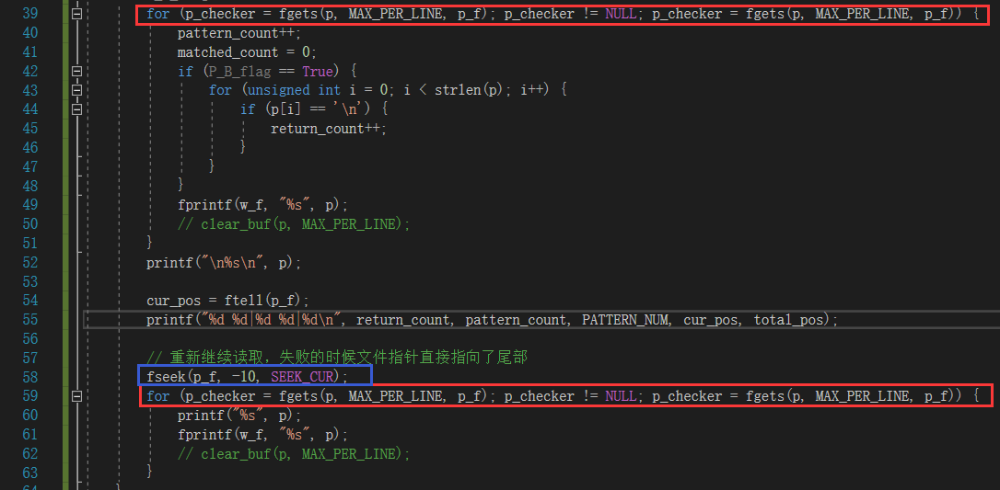 39 for (p_checker = fgets(p, MAX_PER_LINE, p_f); p_checker != NULL; p_checker = fgets(p, MAX_PER_LINE, p_f)) {
40 pattern_count++;
41 matched_count = 0;
42 if (P_B_flag == True) {
43 for (unsigned int i = 0; i < strlen(p); i++) {
44 if (p[i] == '\n') {
45 return_count++;
46 }
47 }
48 }
49 fprintf(w_f, "%s", p);
50 // clear_buf(p, MAX_PER_LINE);
51 }
52 printf("\n%s\n", p);
53
54 cur_pos = ftell(p_f);
55 printf("%d %d|%d %d|%d\n", return_count, pattern_count, PATTERN_NUM, cur_pos, total_pos);
56
57 // 重新继续读取，失败的时候文件指针直接指向了尾部
58 fseek(p_f, -10, SEEK_CUR);
59 for (p_checker = fgets(p, MAX_PER_LINE, p_f); p_checker != NULL; p_checker = fgets(p, MAX_PER_LINE, p_f)) {
60 printf("%s", p);
61 fprintf(w_f, "%s", p);
62 // clear_buf(p, MAX_PER_LINE);
63 }